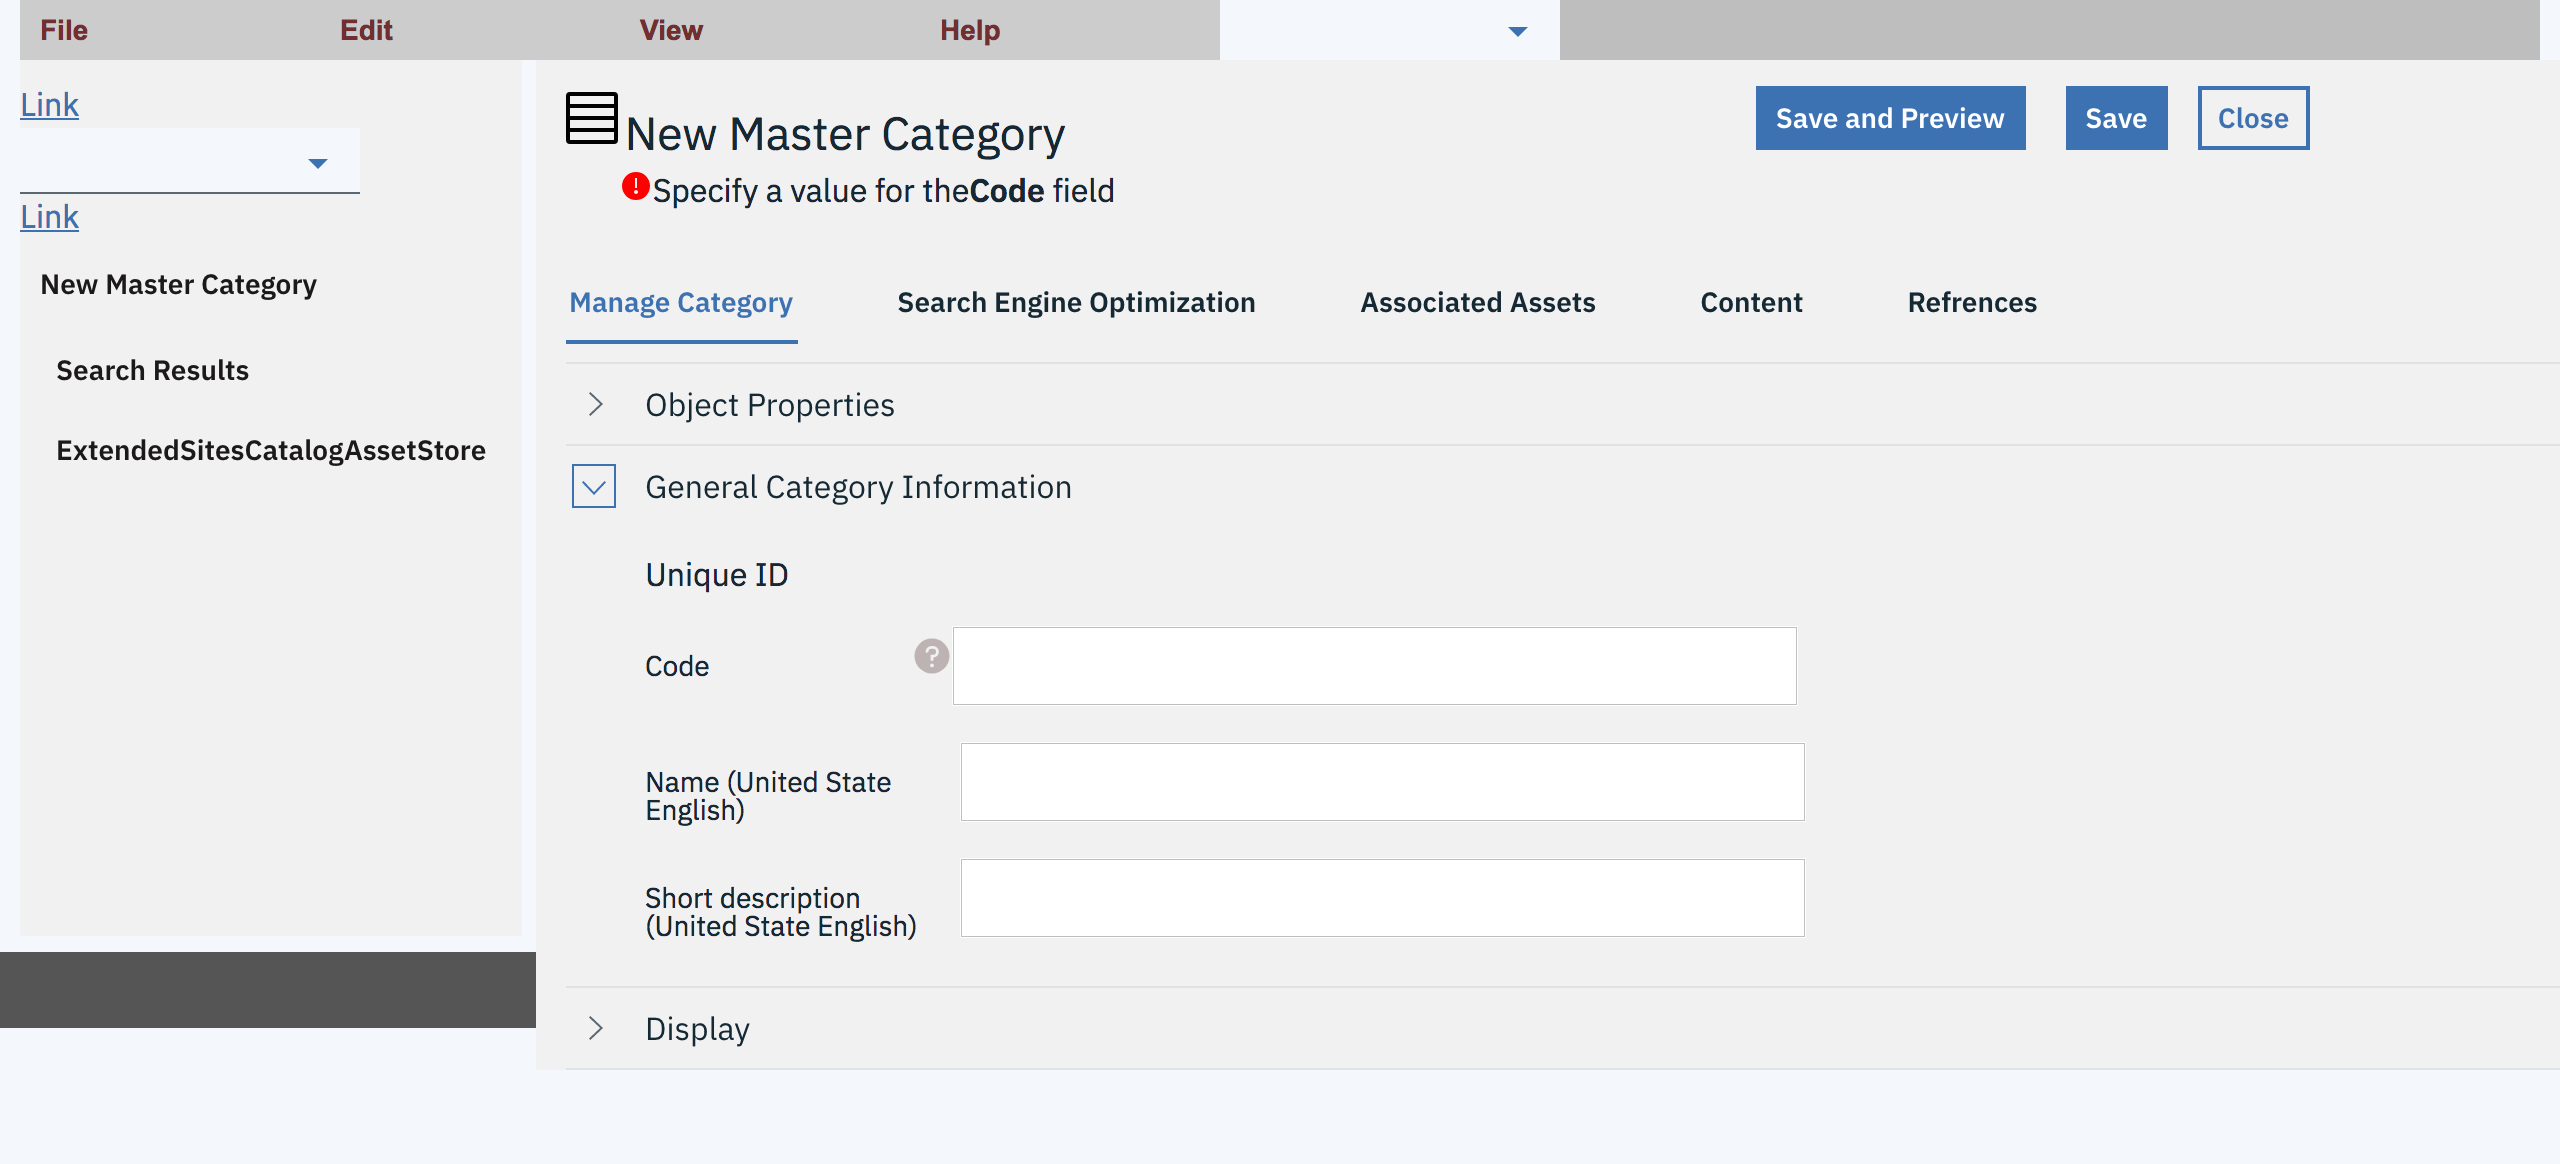 File Edit View Help
Link
Link
New Master Category
Search Results
ExtendedSitesCatalogAssetStore
New Master Category
Save and Preview Save Close
! Specify a value for theCode field
Manage Category Search Engine Optimization Associated Assets Content Refrences
Object Properties
General Category Information
Unique ID
Code ?
Name (United State
English)
Short description
(United State English)
Display